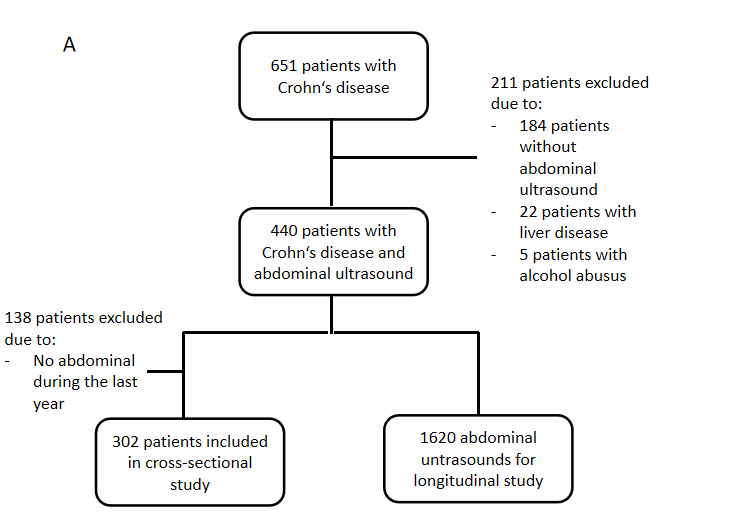 A
651 patients with
Crohn’s disease
211 patients excluded
due to:
- 184 patients
without
abdominal
ultrasound
- 22 patients with
liver disease
- 5 patients with
alcohol abusus
440 patients with
Crohn’s disease and
abdominal ultrasound
138 patients excluded
due to:
- No abdominal
during the last
year
302 patients included
in cross-sectional
study
1620 abdominal
untrasounds for
longitudinal study